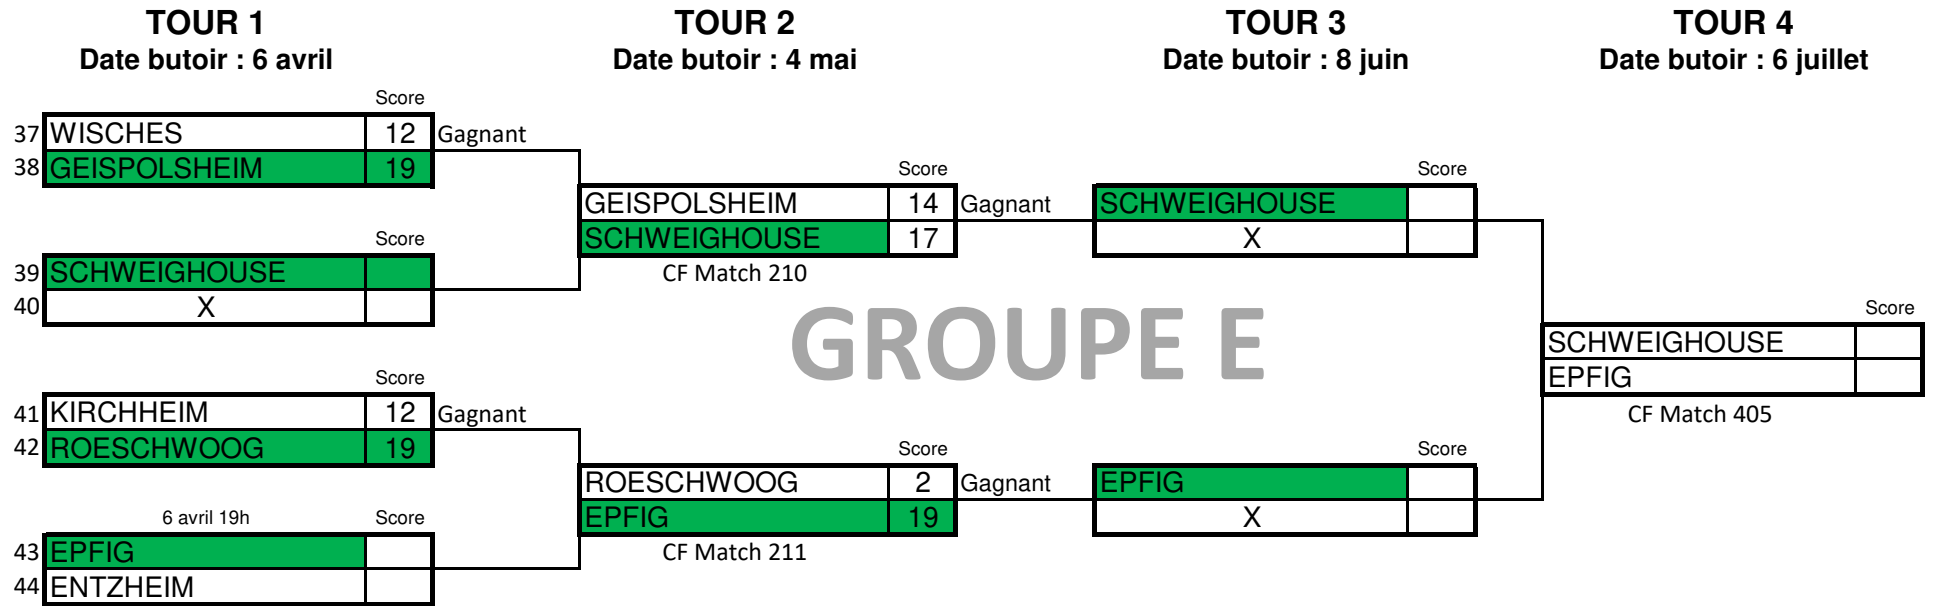 TOUR 1
Date butoir : 6 avril
TOUR 2
Date butoir : 4 mai
TOUR 3
Date butoir : 8 juin
TOUR 4
Date butoir : 6 juillet
Score
37 WISCHES 12 Gagnant
38 GEISPOLSHEIM 19
Score
39 SCHWEIGHOUSE
40 X
Score
41 KIRCHHEIM 12 Gagnant
42 ROESCHWOOG 19
6 avril 19h Score
43 EPFIG
44 ENTZHEIM
Score
GEISPOLSHEIM 14 Gagnant
SCHWEIGHOUSE 17
CF Match 210
Score
ROESCHWOOG 2 Gagnant
EPFIG 19
CF Match 211
GROUPE E
Score
SCHWEIGHOUSE
X
Score
EPFIG
X
Score
SCHWEIGHOUSE
EPFIG
CF Match 405